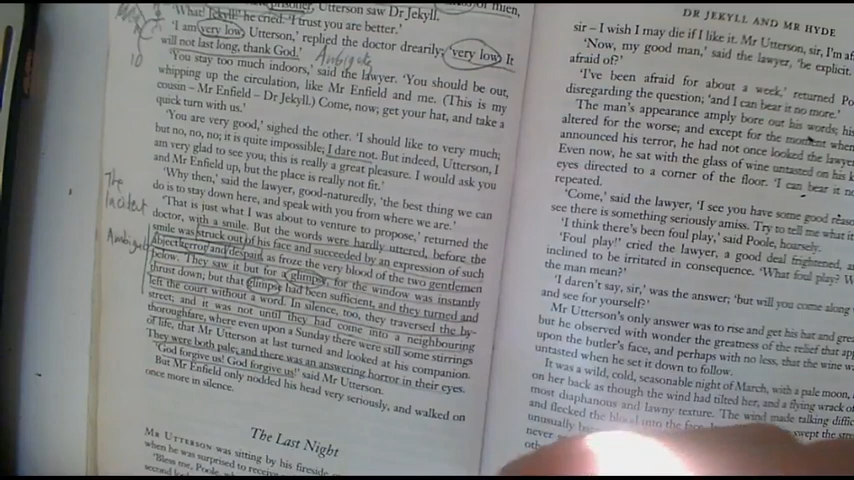 prisoner, Utterson saw Dr Jekyll.
'What! Jekyll!' he cried. 'I trust you are better.'
'I am very low, Utterson,' replied the doctor drearily; 'very low. It
will not last long, thank God.' Ambiguity
'You stay too much indoors,' said the lawyer. 'You should be out,
whipping up the circulation, like Mr Enfield and me. (This is my
cousin – Mr Enfield – Dr Jekyll.) Come, now; get your hat, and take a
quick turn with us.'
'You are very good,' sighed the other. 'I should like to very much;
but no, no, no; it is quite impossible; I dare not. But indeed, Utterson, I
am very glad to see you; this is really a great pleasure. I would ask you
and Mr Enfield up, but the place is really not fit.'
'Why then,' said the lawyer, good-naturedly, 'the best thing we can
do is to stay down here, and speak with you from where we are.'
'That is just what I was about to venture to propose,' returned the
doctor, with a smile. But the words were hardly uttered, before the
smile was struck out of his face and succeeded by an expression of such
abject terror and despair, as froze the very blood of the two gentlemen
below. They saw it but for a glimpse, for the window was instantly
thrust down; but that glimpse had been sufficient, and they turned and
left the court without a word. In silence, too, they traversed the by-
street; and it was not until they had come into a neighbouring
thoroughfare, where even upon a Sunday there were still some stirrings
of life, that Mr Utterson at last turned and looked at his companion.
They were both pale; and there was an answering horror in their eyes.
'God forgive us! God forgive us!' said Mr Utterson.
But Mr Enfield only nodded his head very seriously, and walked on
once more in silence.
The
Incident
The Last Night
MR UTTERSON was sitting by his fireside
when he was surprised to receive
'Bless me, Poole,
DR JEKYLL AND MR HYDE
sir – I wish I may die if I like it. Mr Utterson, sir, I'm
'Now, my good man,' said the lawyer, 'be explicit.
afraid of?'
'I've been afraid for about a week,' returned
disregarding the question; 'and I can bear it no more.'
The man's appearance amply bore out his words; his
altered for the worse; and except for the moment when
announced his terror, he had not once looked the lawyer
Even now, he sat with the glass of wine untasted on his
eyes directed to a corner of the floor. 'I can bear it
repeated.
'Come,' said the lawyer, 'I see you have some good
see there is something seriously amiss. Try to tell me what
'I think there's been foul play,' said Poole, hoarsely.
'Foul play!' cried the lawyer, a good deal frightened,
inclined to be irritated in consequence. 'What foul play?
the man mean?'
'I daren't say, sir,' was the answer; 'but will you come along
and see for yourself?'
Mr Utterson's only answer was to rise and get his hat and
but he observed with wonder the greatness of the relief that
upon the butler's face, and perhaps with no less, that the wine
untasted when he set it down to follow.
It was a wild, cold, seasonable night of March, with a pale moon,
on her back as though the wind had tilted her, and a flying wrack of
most diaphanous and lawny texture. The wind made talking
and flecked the blood into the face.
unusually
never